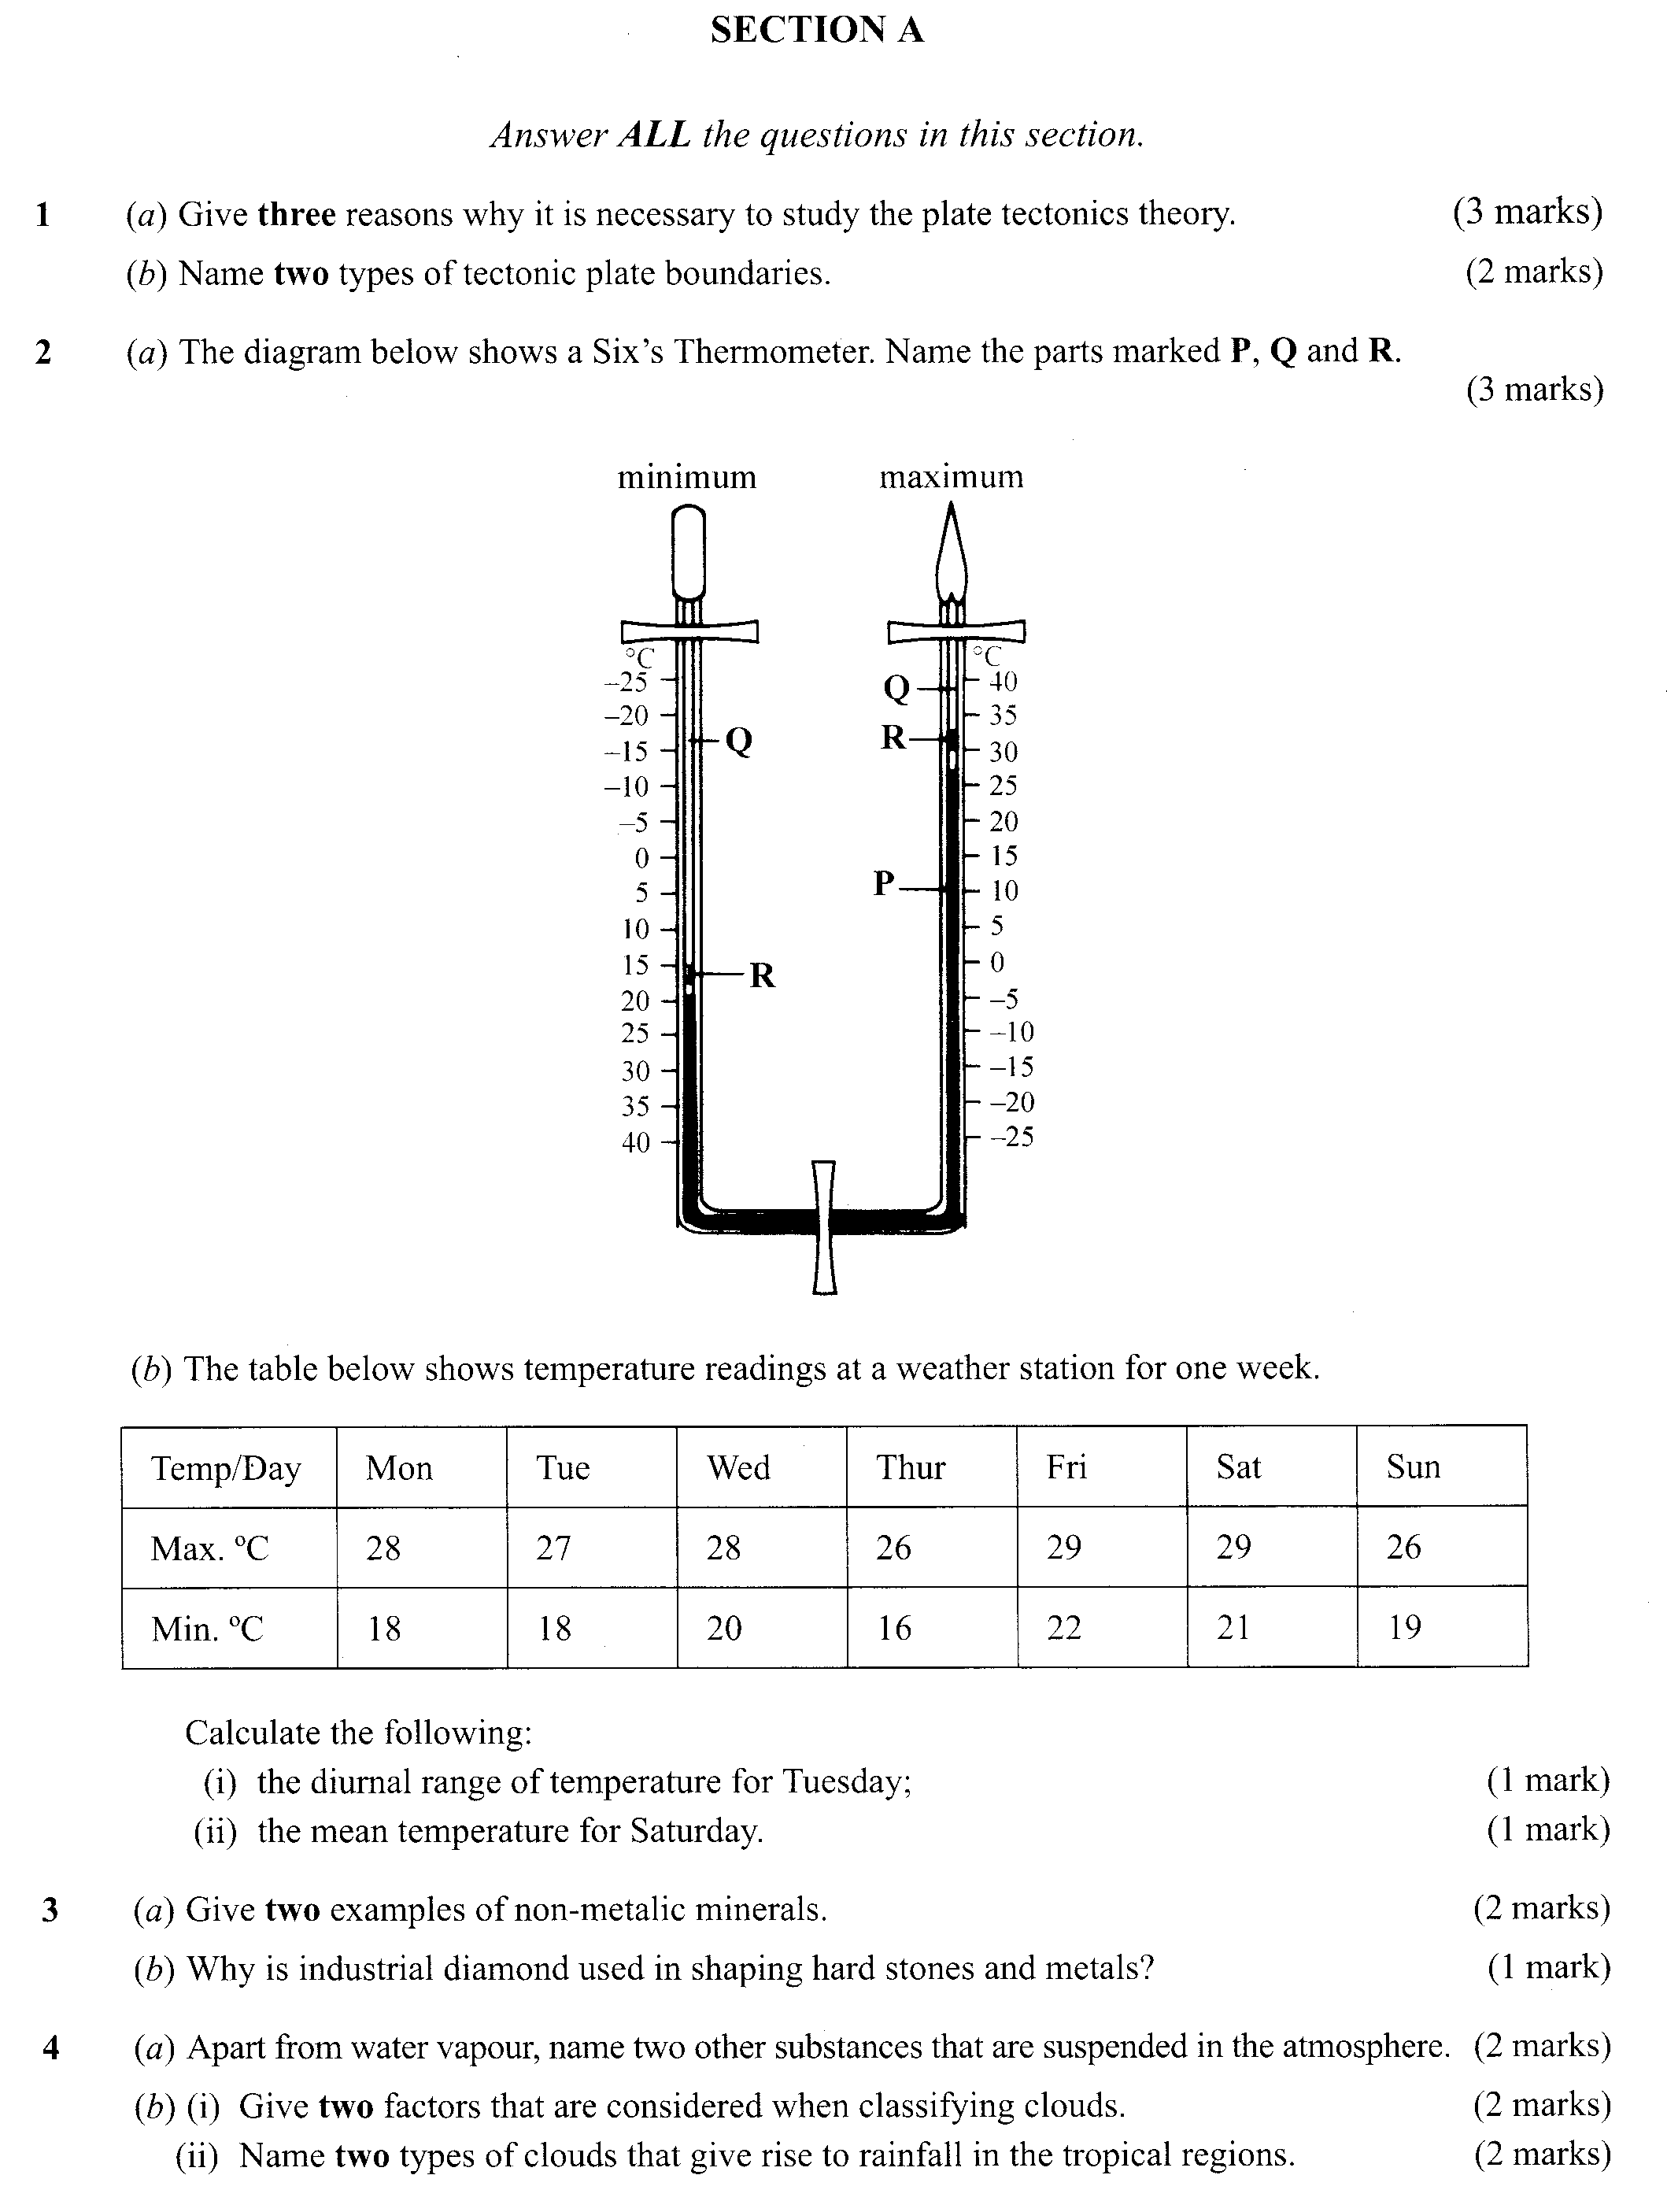 SECTION A
Answer ALL the questions in this section.
1 (a) Give three reasons why it is necessary to study the plate tectonics theory. (3 marks)
(b) Name two types of tectonic plate boundaries. (2 marks)
2 (a) The diagram below shows a Six's Thermometer. Name the parts marked P, Q and R.
(3 marks)
minimum maximum
°C °C
–25 Q 40
–20 35
–15 Q R 30
–10 25
–5 20
0 15
5 P 10
10 5
15 R 0
20 –5
25 –10
30 –15
35 –20
40 –25
(b) The table below shows temperature readings at a weather station for one week.
Temp/Day Mon Tue Wed Thur Fri Sat Sun
Max. °C 28 27 28 26 29 29 26
Min. °C 18 18 20 16 22 21 19
Calculate the following:
(i) the diurnal range of temperature for Tuesday; (1 mark)
(ii) the mean temperature for Saturday. (1 mark)
3 (a) Give two examples of non-metalic minerals. (2 marks)
(b) Why is industrial diamond used in shaping hard stones and metals? (1 mark)
4 (a) Apart from water vapour, name two other substances that are suspended in the atmosphere. (2 marks)
(b) (i) Give two factors that are considered when classifying clouds. (2 marks)
(ii) Name two types of clouds that give rise to rainfall in the tropical regions. (2 marks)